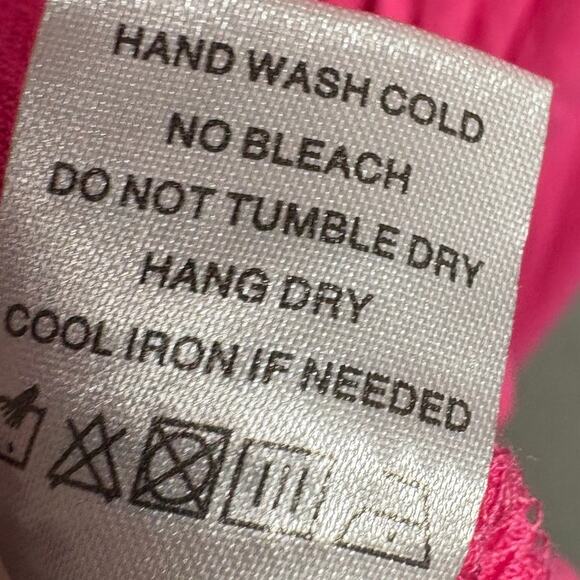 HAND WASH COLD
NO BLEACH
DO NOT TUMBLE DRY
HANG DRY
COOL IRON IF NEEDED